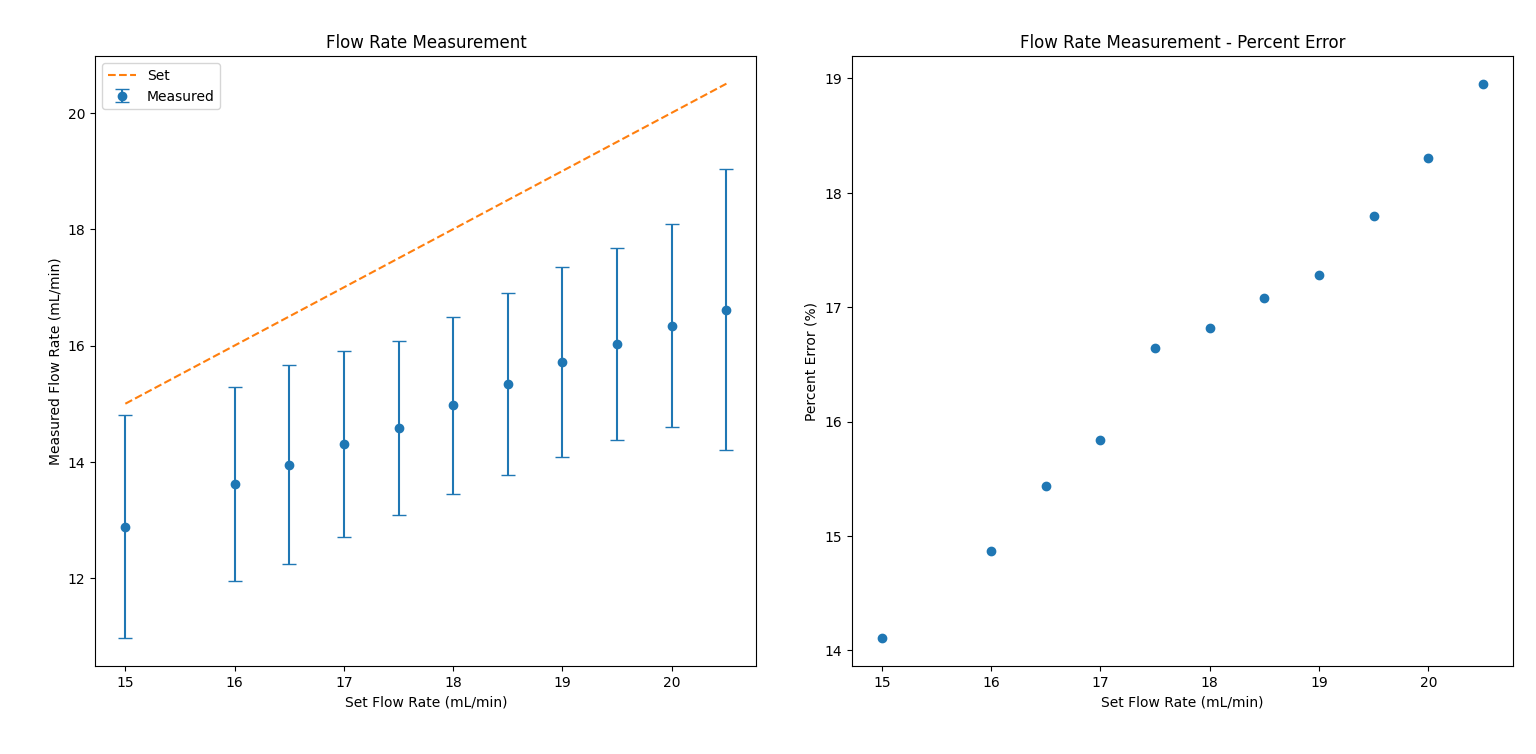 Flow Rate Measurement
Set
Measured
Measured Flow Rate (mL/min)
20
18
16
14
12
15 16 17 18 19 20
Set Flow Rate (mL/min)
Flow Rate Measurement - Percent Error
Percent Error (%)
19
18
17
16
15
14
15 16 17 18 19 20
Set Flow Rate (mL/min)